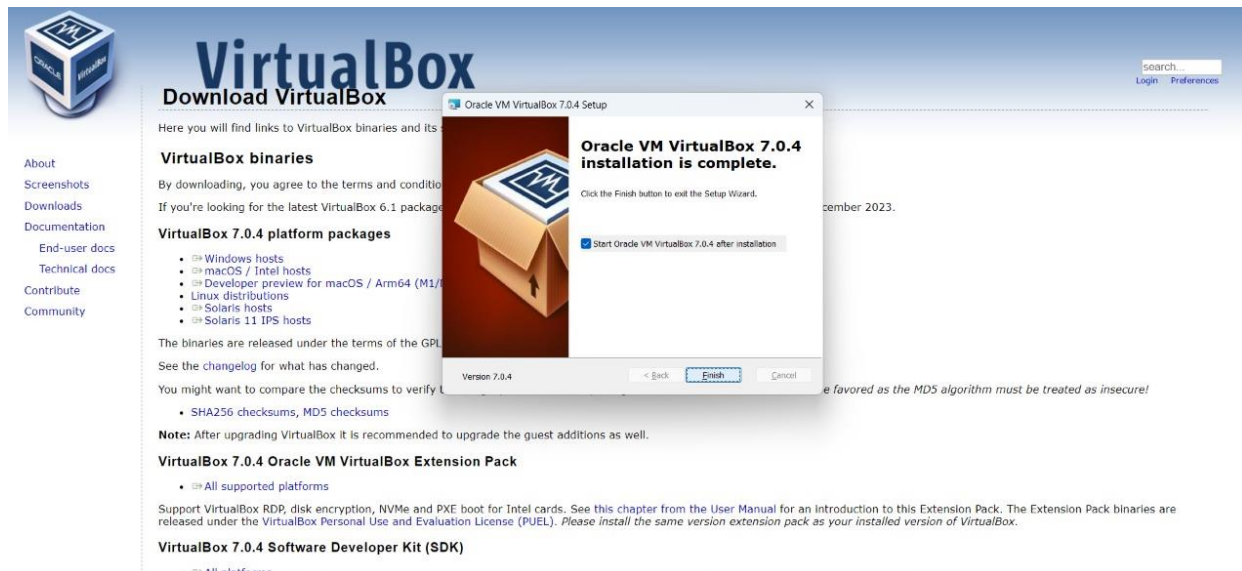 ORACLE
VirtualBox
VirtualBox
search...
Login Preferences
Download VirtualBox
Here you will find links to VirtualBox binaries and its
About
Screenshots
Downloads
Documentation
End-user docs
Technical docs
Contribute
Community
VirtualBox binaries
By downloading, you agree to the terms and conditio
If you're looking for the latest VirtualBox 6.1 package
cember 2023.
VirtualBox 7.0.4 platform packages
Windows hosts
macOS / Intel hosts
Developer preview for macOS / Arm64 (M1/
Linux distributions
Solaris hosts
Solaris 11 IPS hosts
The binaries are released under the terms of the GPL
See the changelog for what has changed.
You might want to compare the checksums to verify
e favored as the MD5 algorithm must be treated as insecure!
SHA256 checksums, MD5 checksums
Note: After upgrading VirtualBox it is recommended to upgrade the guest additions as well.
VirtualBox 7.0.4 Oracle VM VirtualBox Extension Pack
All supported platforms
Support VirtualBox RDP, disk encryption, NVMe and PXE boot for Intel cards. See this chapter from the User Manual for an introduction to this Extension Pack. The Extension Pack binaries are
released under the VirtualBox Personal Use and Evaluation License (PUEL). Please install the same version extension pack as your installed version of VirtualBox.
VirtualBox 7.0.4 Software Developer Kit (SDK)
Oracle VM VirtualBox 7.0.4 Setup
Oracle VM VirtualBox 7.0.4
installation is complete.
Click the Finish button to exit the Setup Wizard.
Start Oracle VM VirtualBox 7.0.4 after installation
Version 7.0.4
< Back Finish Cancel